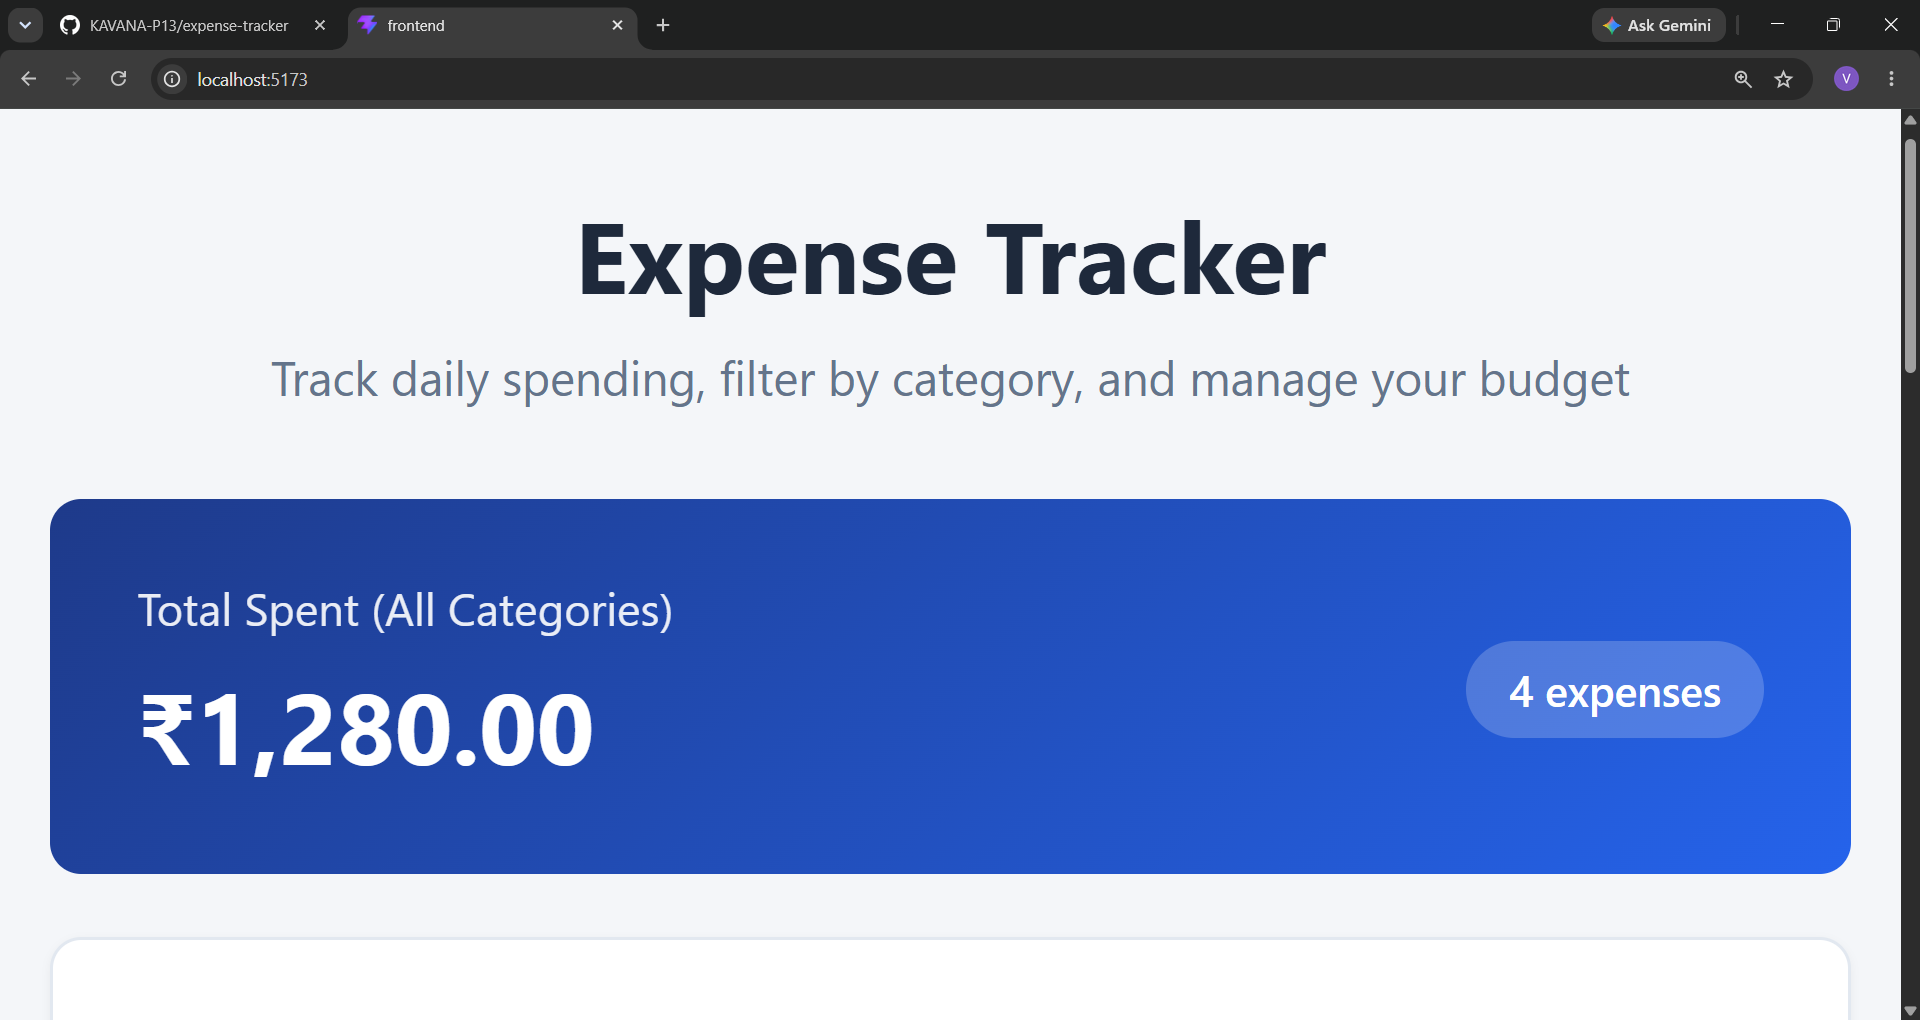 KAVANA-P13/expense-tracker
frontend
Ask Gemini
localhost:5173
V
Expense Tracker
Track daily spending, filter by category, and manage your budget
Total Spent (All Categories)
₹1,280.00
4 expenses